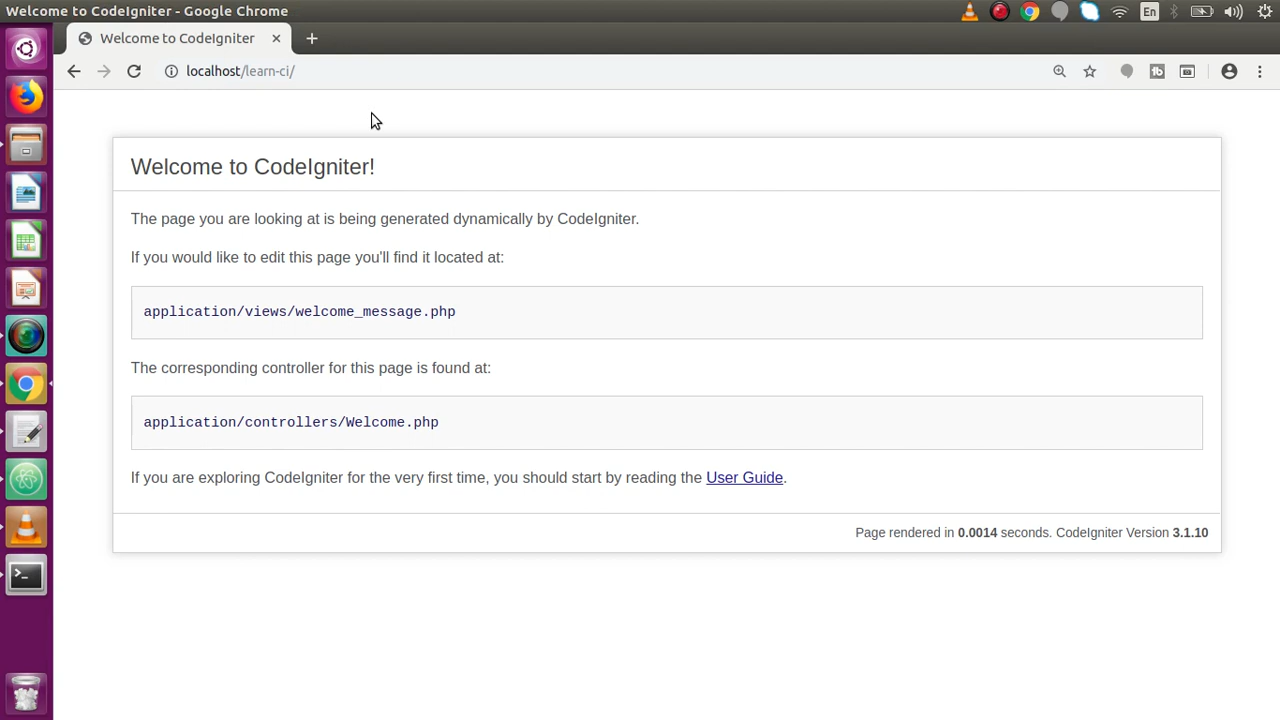 Welcome to CodeIgniter - Google Chrome
En
Welcome to CodeIgniter
localhost/learn-ci/
Welcome to CodeIgniter!
The page you are looking at is being generated dynamically by CodeIgniter.
If you would like to edit this page you'll find it located at:
application/views/welcome_message.php
The corresponding controller for this page is found at:
application/controllers/Welcome.php
If you are exploring CodeIgniter for the very first time, you should start by reading the User Guide.
Page rendered in 0.0014 seconds. CodeIgniter Version 3.1.10